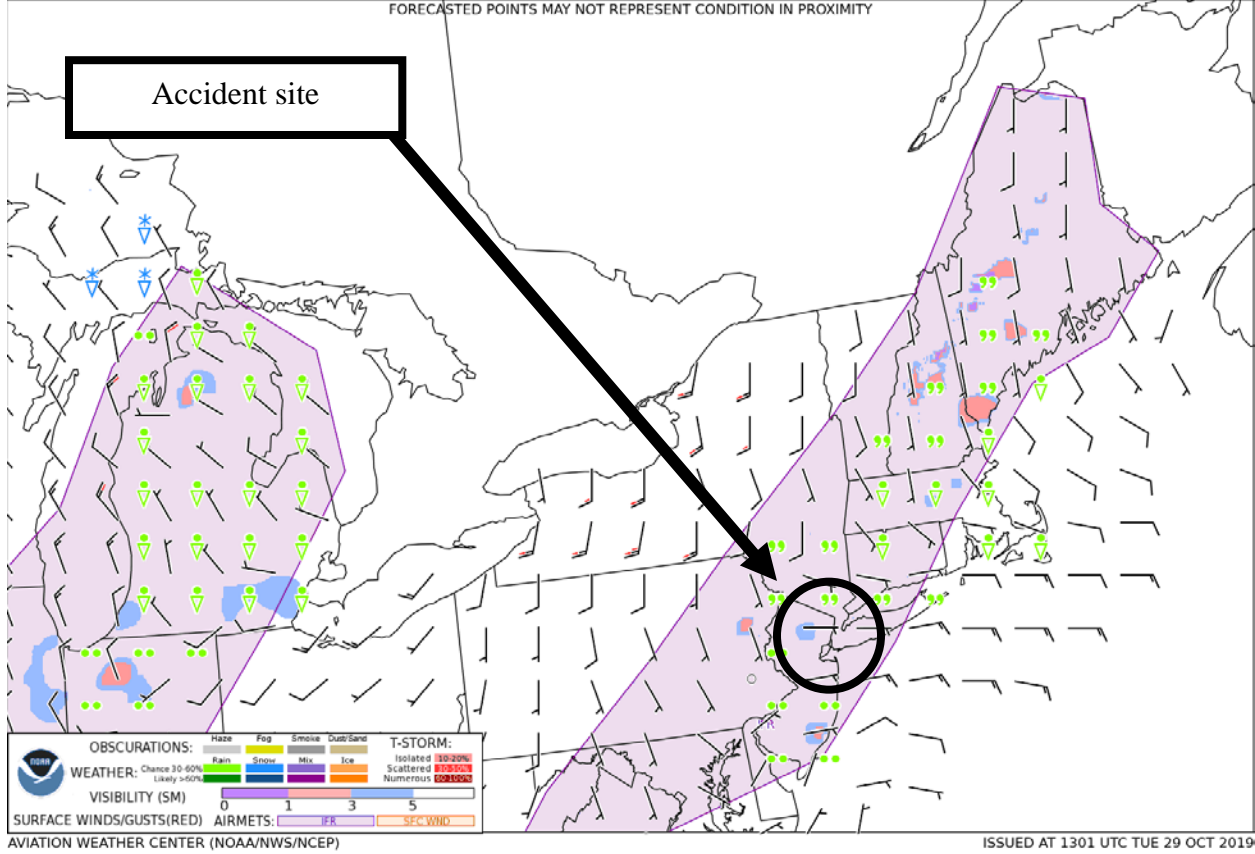 FORECASTED POINTS MAY NOT REPRESENT CONDITION IN PROXIMITY
Accident site
OBSCURATIONS:
Haze Fog Smoke Dust/Sand
T-STORM:
Rain Snow Mix Ice
Isolated 10-20%
WEATHER: Chance 30-60%
Scattered
Likely >60%
Numerous 60-100%
VISIBILITY (SM)
0 1 3 5
SURFACE WINDS/GUSTS(RED) AIRMETS: IFR SFC WND
NOAA
AVIATION WEATHER CENTER (NOAA/NWS/NCEP)
ISSUED AT 1301 UTC TUE 29 OCT 2019